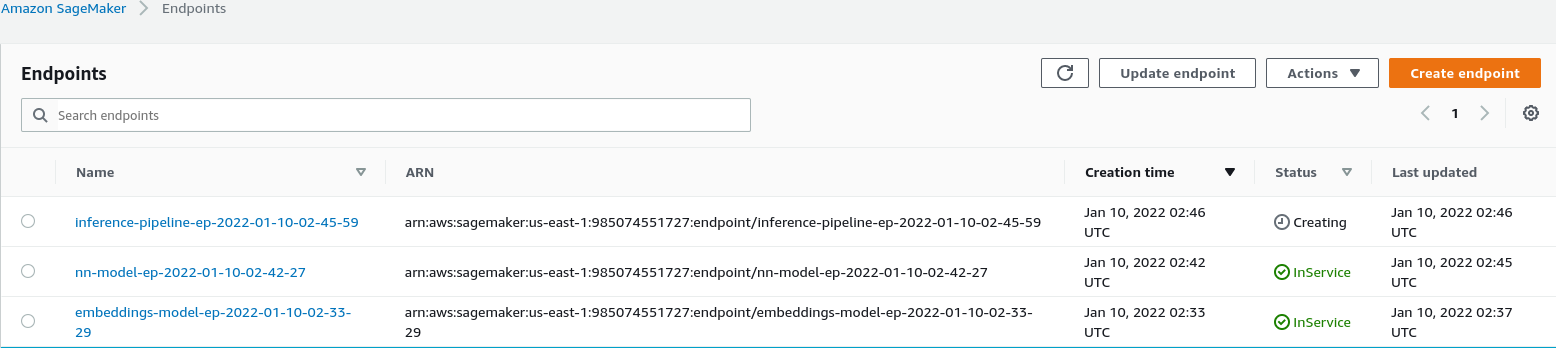 Amazon SageMaker > Endpoints
Endpoints
Update endpoint
Actions
Create endpoint
Search endpoints
1
Name ARN Creation time Status Last updated
inference-pipeline-ep-2022-01-10-02-45-59 arn:aws:sagemaker:us-east-1:985074551727:endpoint/inference-pipeline-ep-2022-01-10-02-45-59 Jan 10, 2022 02:46 Creating Jan 10, 2022 02:46
UTC UTC
nn-model-ep-2022-01-10-02-42-27 arn:aws:sagemaker:us-east-1:985074551727:endpoint/nn-model-ep-2022-01-10-02-42-27 Jan 10, 2022 02:42 InService Jan 10, 2022 02:45
UTC UTC
embeddings-model-ep-2022-01-10-02-33- arn:aws:sagemaker:us-east-1:985074551727:endpoint/embeddings-model-ep-2022-01-10-02-33- Jan 10, 2022 02:33 InService Jan 10, 2022 02:37
29 29 UTC UTC